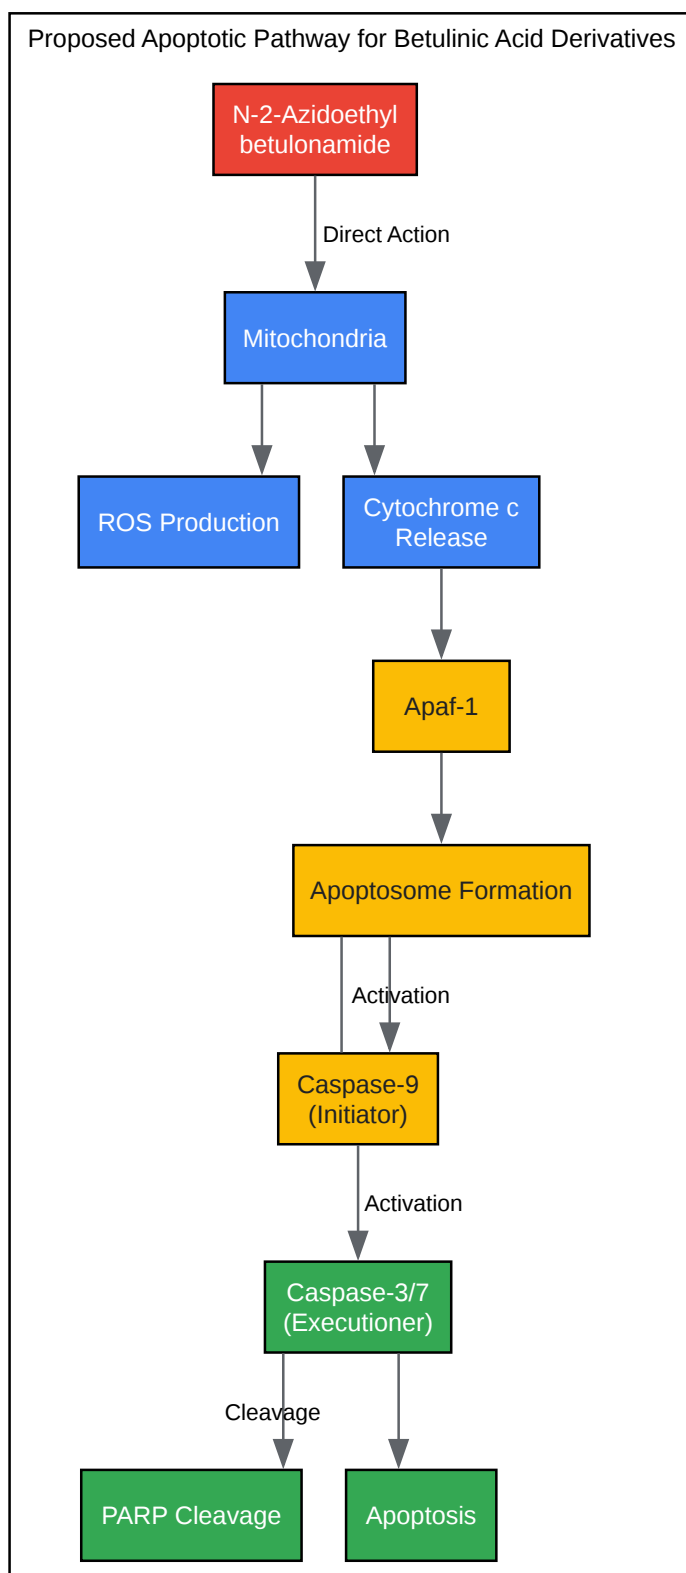 Proposed Apoptotic Pathway for Betulinic Acid Derivatives
N-2-Azidoethyl
betulonamide
Direct Action
Mitochondria
ROS Production
Cytochrome c
Release
Apaf-1
Apoptosome Formation
Activation
Caspase-9
(Initiator)
Activation
Caspase-3/7
(Executioner)
Cleavage
PARP Cleavage
Apoptosis